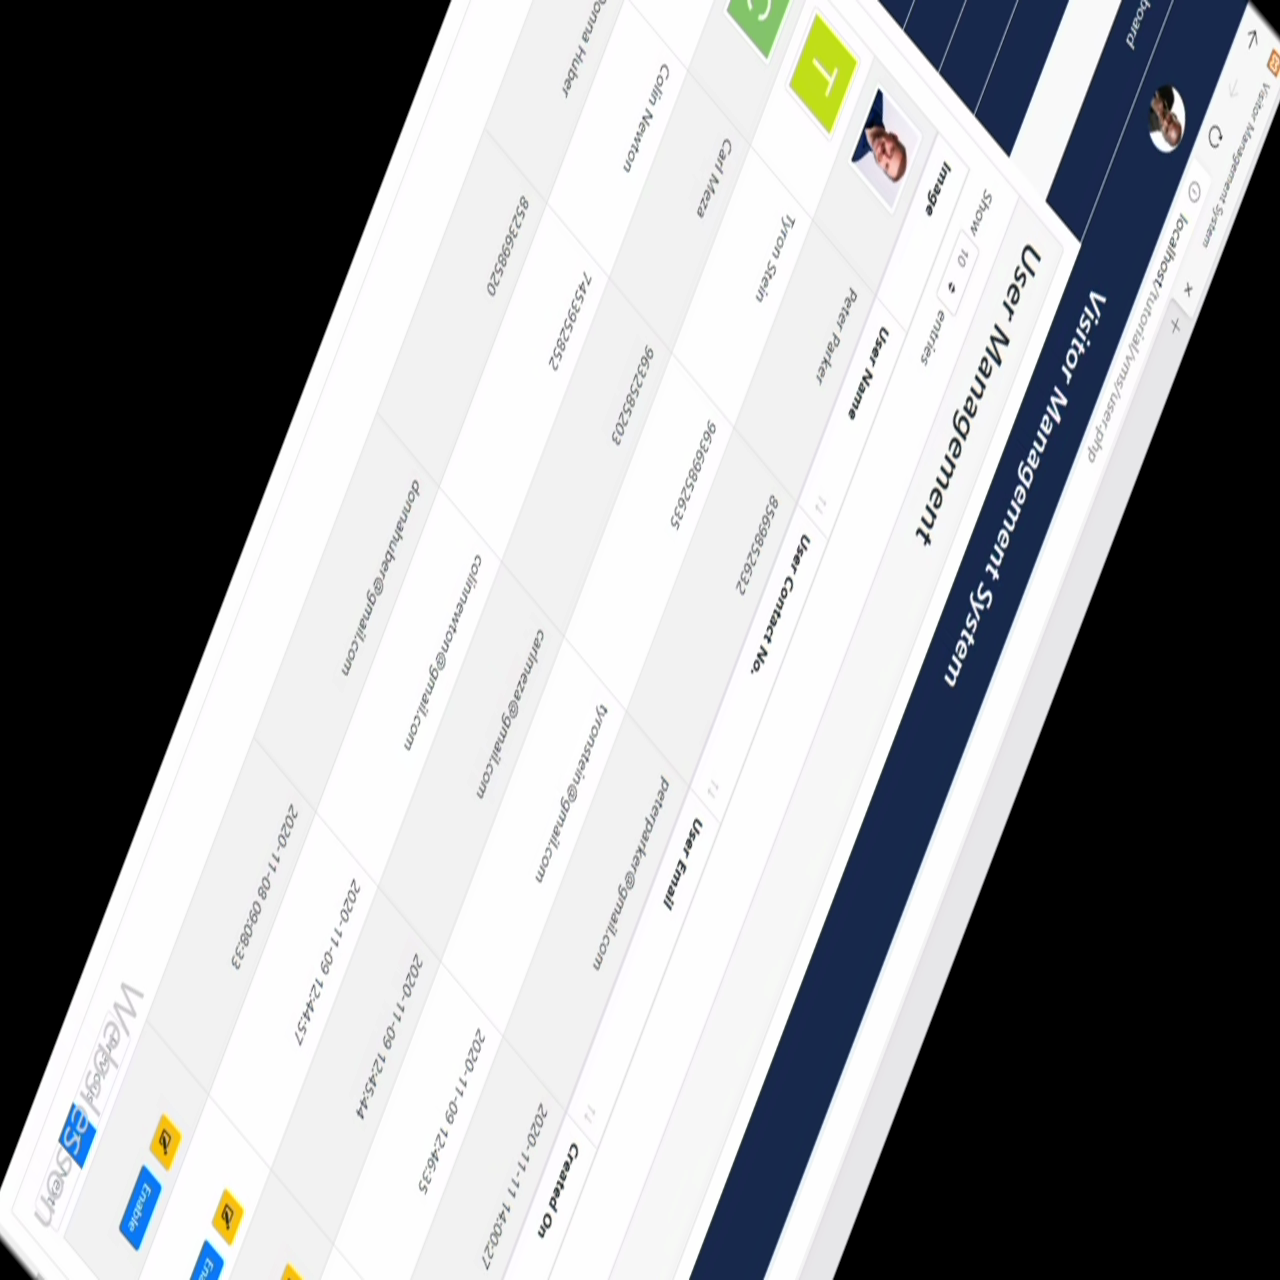 Visitor Management System
localhost/tutorial/vms/user.php
Visitor Management System
board
User Management
Show 10 entries
Image User Name User Contact No. User Email Created On
Peter Parker 8569852632 peterparker@gmail.com 2020-11-11 14:00:27
T Tyron Stein 96369852635 tyronstein@gmail.com 2020-11-09 12:46:35
C Carl Meza 9632585203 carlmeza@gmail.com 2020-11-09 12:45:44
Colin Newton 7453952852 colinnewton@gmail.com 2020-11-09 12:44:57
Ena
Donna Huber 8523698520 donnahuber@gmail.com 2020-11-08 09:08:33
Enable